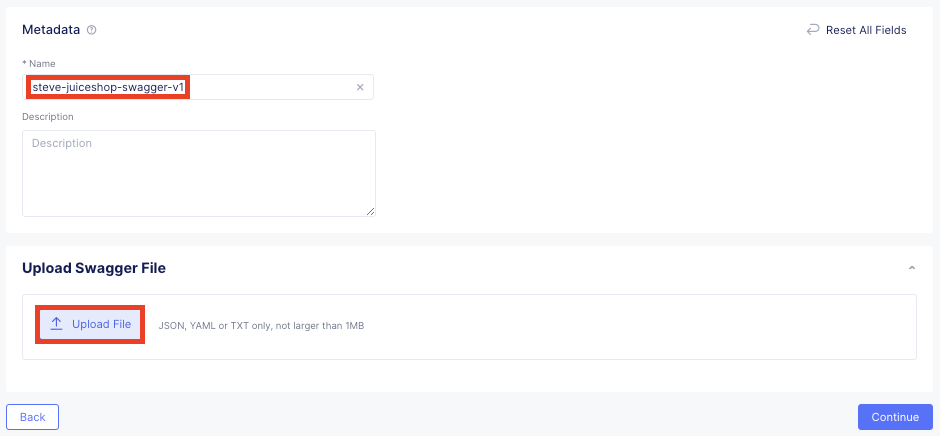 Metadata
Reset All Fields
* Name
steve-juiceshop-swagger-v1
Description
Description
Upload Swagger File
Upload File
JSON, YAML or TXT only, not larger than 1MB
Back
Continue